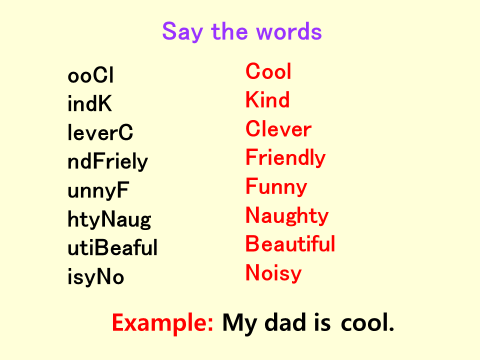 Say the words
ooCl Cool
indK Kind
leverC Clever
ndFriely Friendly
unnyF Funny
htyNaug Naughty
utiBeaful Beautiful
isyNo Noisy
Example: My dad is cool.